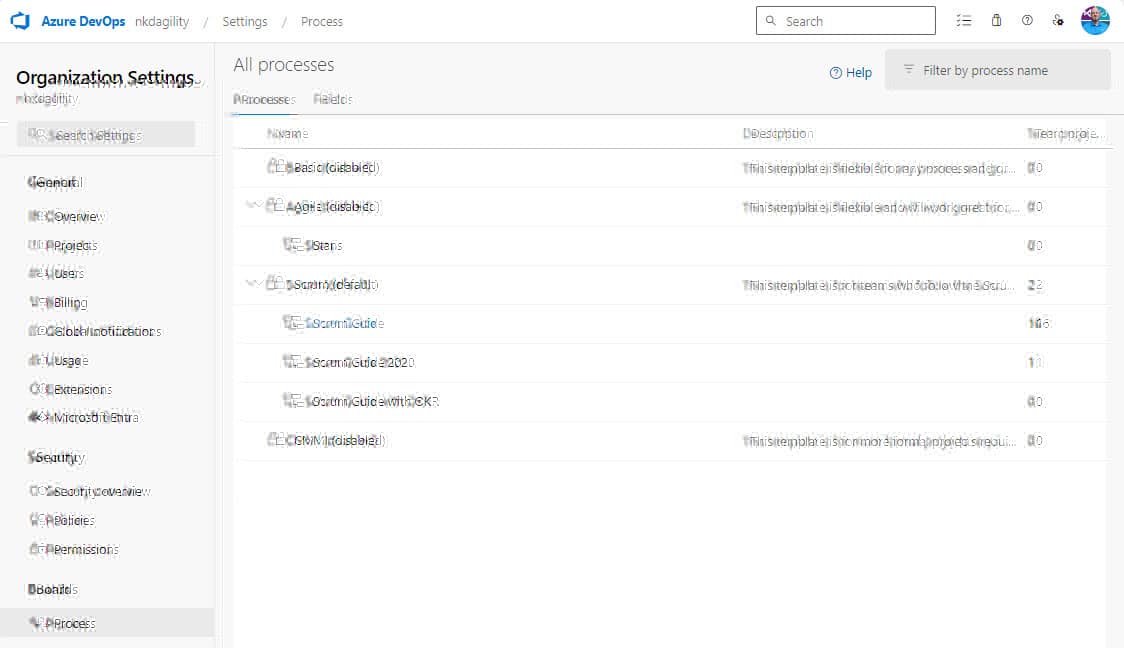 Azure DevOps nkdagility / Settings / Process
Search
Organization Settings
nkdagility
Search Settings
General
Overview
Projects
Users
Billing
Global notifications
Usage
Extensions
Microsoft Entra
Security
Security overview
Policies
Permissions
Boards
Process
All processes
Help
Filter by process name
Processes Fields
Name Description Team proje...
Basic (disabled) This template is flexible for any process and gr... 0
Agile (disabled) This template is flexible and will work great for ... 0
0
Scrum (default) This template is for teams who follow the Scru... 2
Scrum Guide
Scrum Guide 2020 1
Scrum Guide with OKR 0
CMMI (disabled) This template is for more formal projects requi... 0